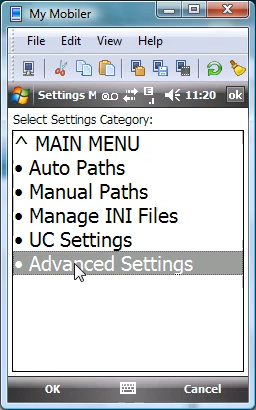 My Mobiler
File Edit View Help
Settings M 11:20 ok
Select Settings Category:
^ MAIN MENU
• Auto Paths
• Manual Paths
• Manage INI Files
• UC Settings
• Advanced Settings
OK Cancel